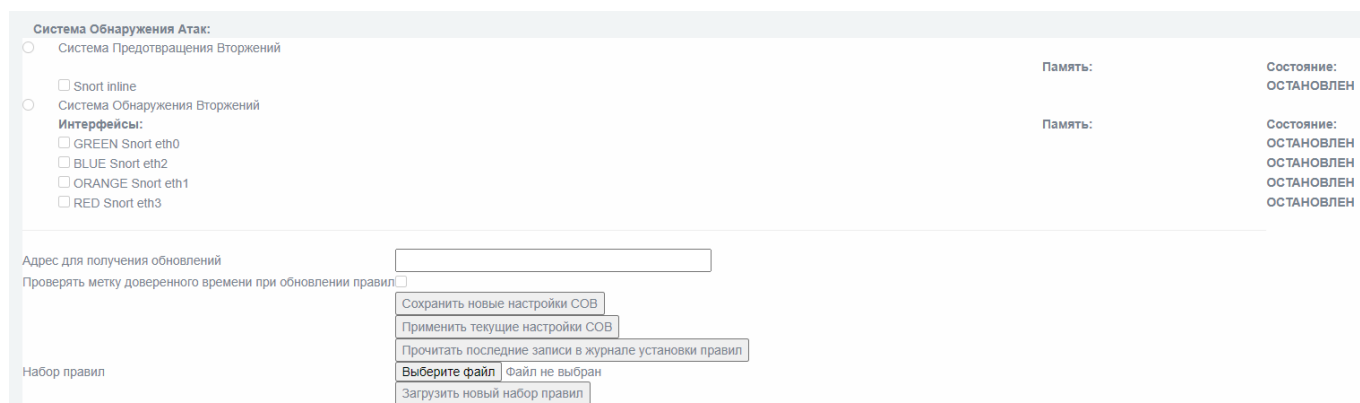 Система Обнаружения Атак:
Система Предотвращения Вторжений
Память: Состояние:
Snort inline ОСТАНОВЛЕН
Система Обнаружения Вторжений
Интерфейсы: Память: Состояние:
GREEN Snort eth0 ОСТАНОВЛЕН
BLUE Snort eth2 ОСТАНОВЛЕН
ORANGE Snort eth1 ОСТАНОВЛЕН
RED Snort eth3 ОСТАНОВЛЕН
Адрес для получения обновлений
Проверять метку доверенного времени при обновлении правил
Сохранить новые настройки СОВ
Применить текущие настройки СОВ
Прочитать последние записи в журнале установки правил
Набор правил Выберите файл Файл не выбран
Загрузить новый набор правил